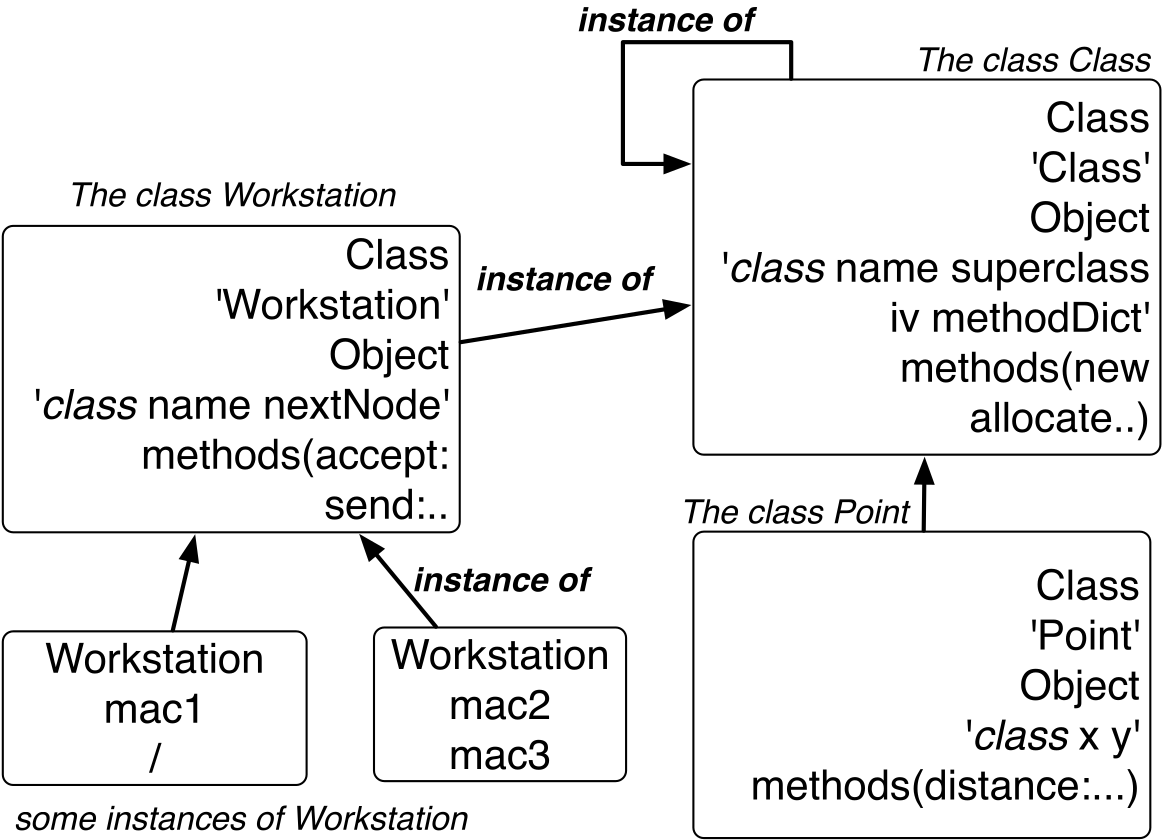 instance of
The class Class
Class
'Class'
Object
'class name superclass
iv methodDict'
methods(new
allocate..)
The class Workstation
Class
'Workstation'
Object
'class name nextNode'
methods(accept:
send:..
instance of
The class Point
Class
'Point'
Object
'class x y'
methods(distance:...)
instance of
Workstation
mac1
/
Workstation
mac2
mac3
some instances of Workstation